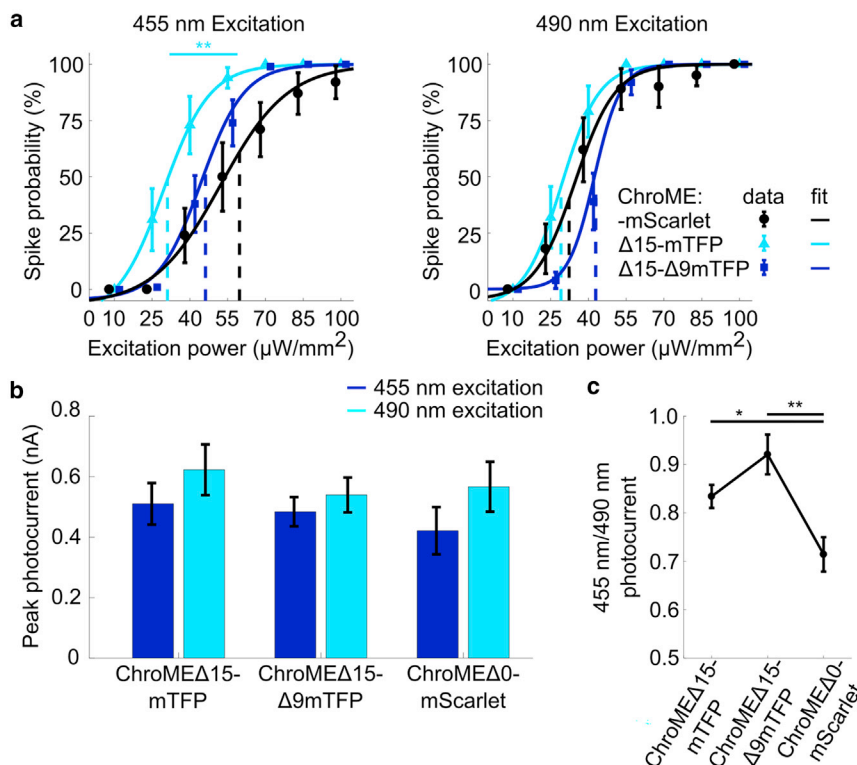 a
455 nm Excitation
490 nm Excitation
**
Spike probability (%)
100
75
50
25
0
0 10 25 40 55 70 85 100
Excitation power (µW/mm²)
Spike probability (%)
100
75
50
25
0
0 10 25 40 55 70 85 100
Excitation power (µW/mm²)
ChroME: data fit
-mScarlet
Δ15-mTFP
Δ15-Δ9mTFP
b
455 nm excitation
490 nm excitation
Peak photocurrent (nA)
0.8
0.6
0.4
0.2
0
ChroMEΔ15-
mTFP
ChroMEΔ15-
Δ9mTFP
ChroMEΔ0-
mScarlet
c
* **
455 nm/490 nm
photocurrent
1.0
0.9
0.8
0.7
0.6
0.5
ChroMEΔ15-
mTFP
ChroMEΔ15-
Δ9mTFP
ChroMEΔ0-
mScarlet